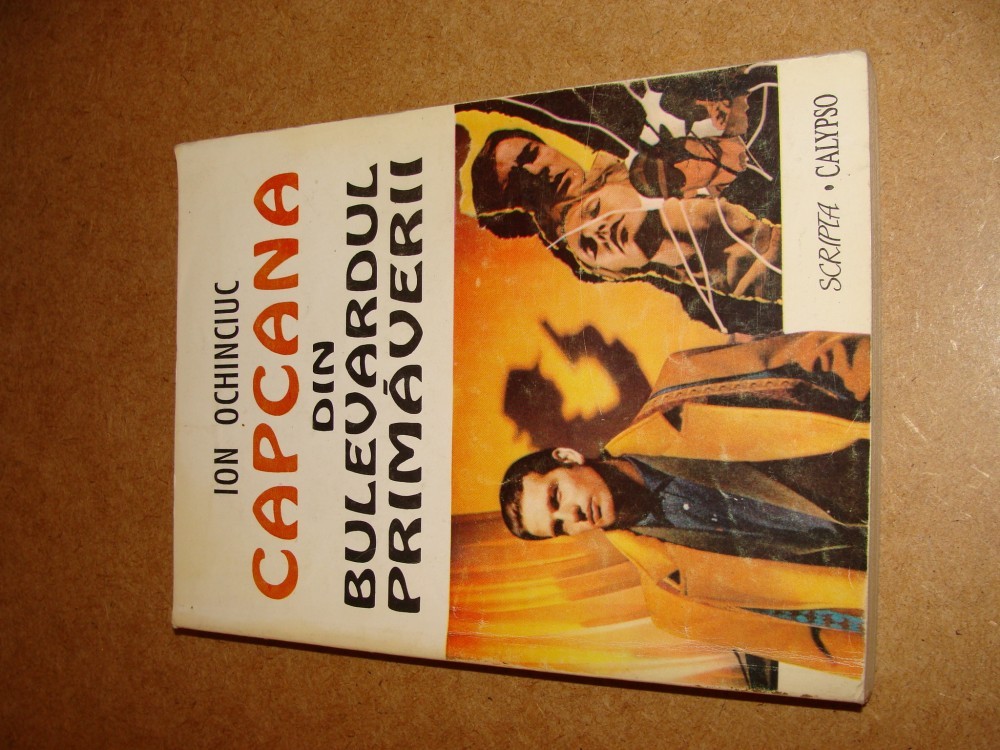 ION OCHINCIUC
CAPCANA
DIN
BULEVARDUL
PRIMĂVERII
SCRIPTA • CALYPSO